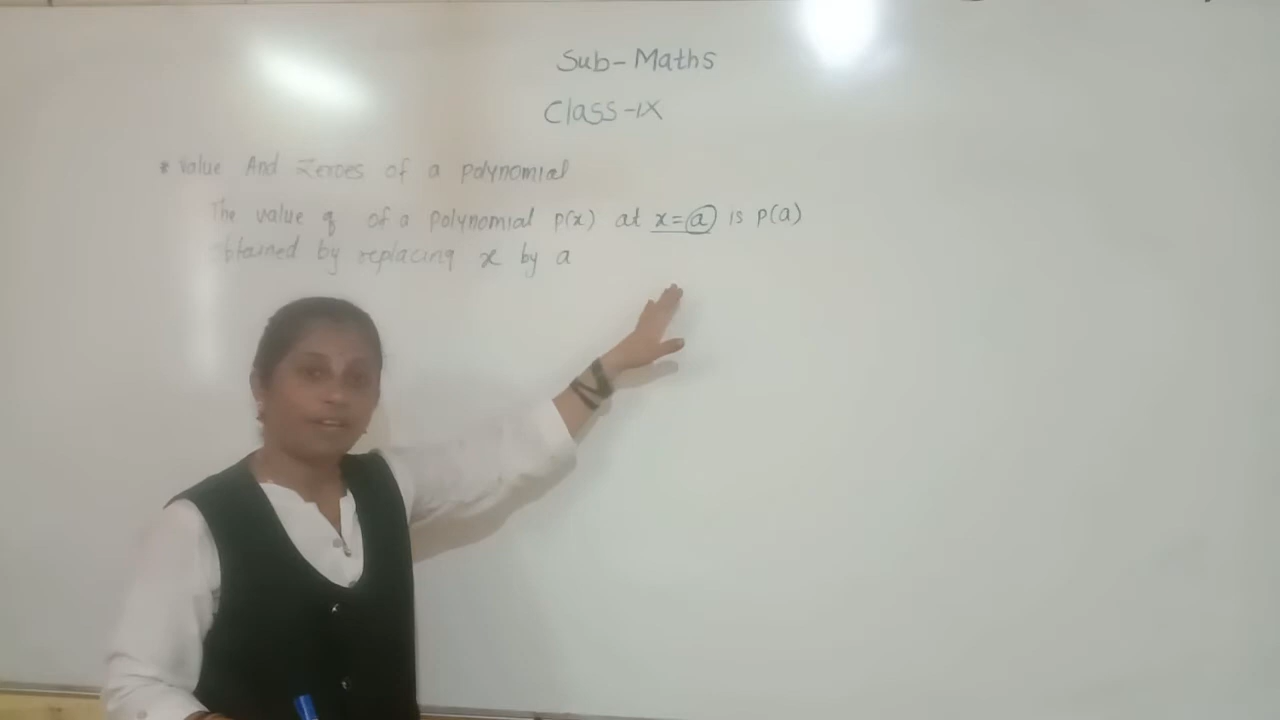 Sub-Maths
Class-IX
* Value And Zeroes of a polynomial
The value of of a polynomial p(x) at x=a is p(a)
obtained by replacing x by a